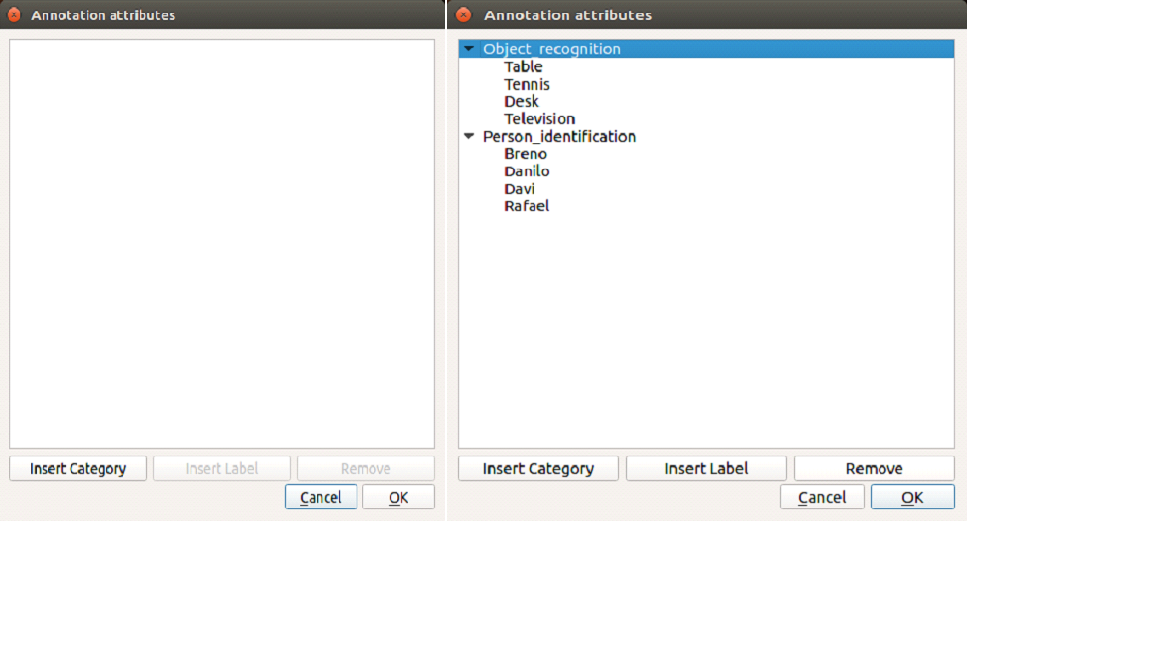 Annotation attributes
Insert Category Insert Label Remove
Cancel OK
Annotation attributes
Object_recognition
Table
Tennis
Desk
Television
Person_identification
Breno
Danilo
Davi
Rafael
Insert Category Insert Label Remove
Cancel OK